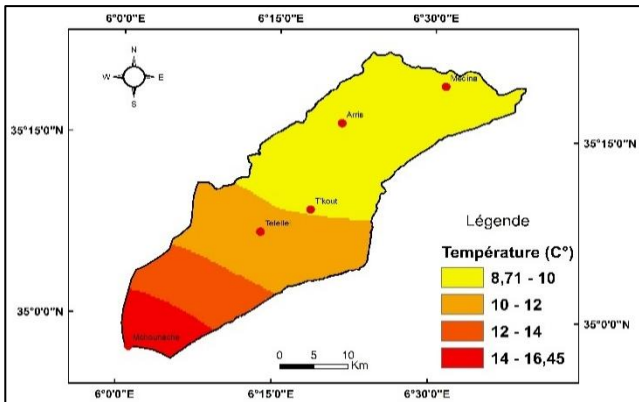 6°0'0"E 6°15'0"E 6°30'0"E
N
W E
S
Medina
Arris
35°15'0"N 35°15'0"N
T'kout
Teielle
Légende
Température (C°)
8,71 - 10
10 - 12
35°0'0"N 35°0'0"N
12 - 14
14 - 16,45
0 5 10
Km
6°0'0"E 6°15'0"E 6°30'0"E